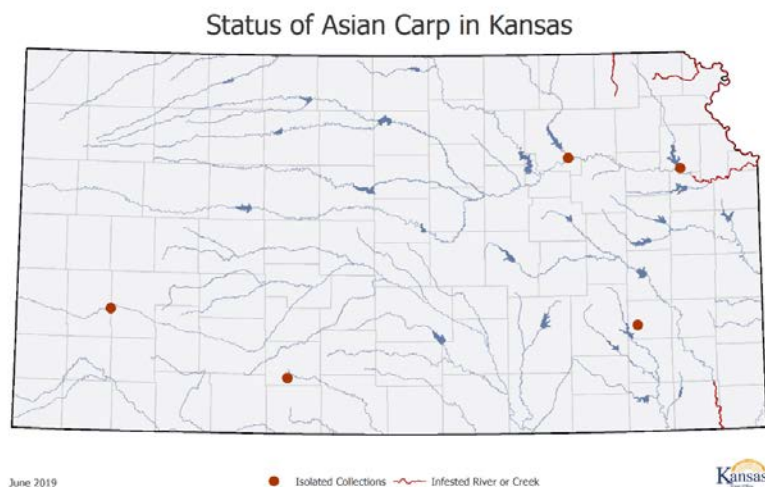 Status of Asian Carp in Kansas
June 2019
Isolated Collections
Infested River or Creek
Kansas